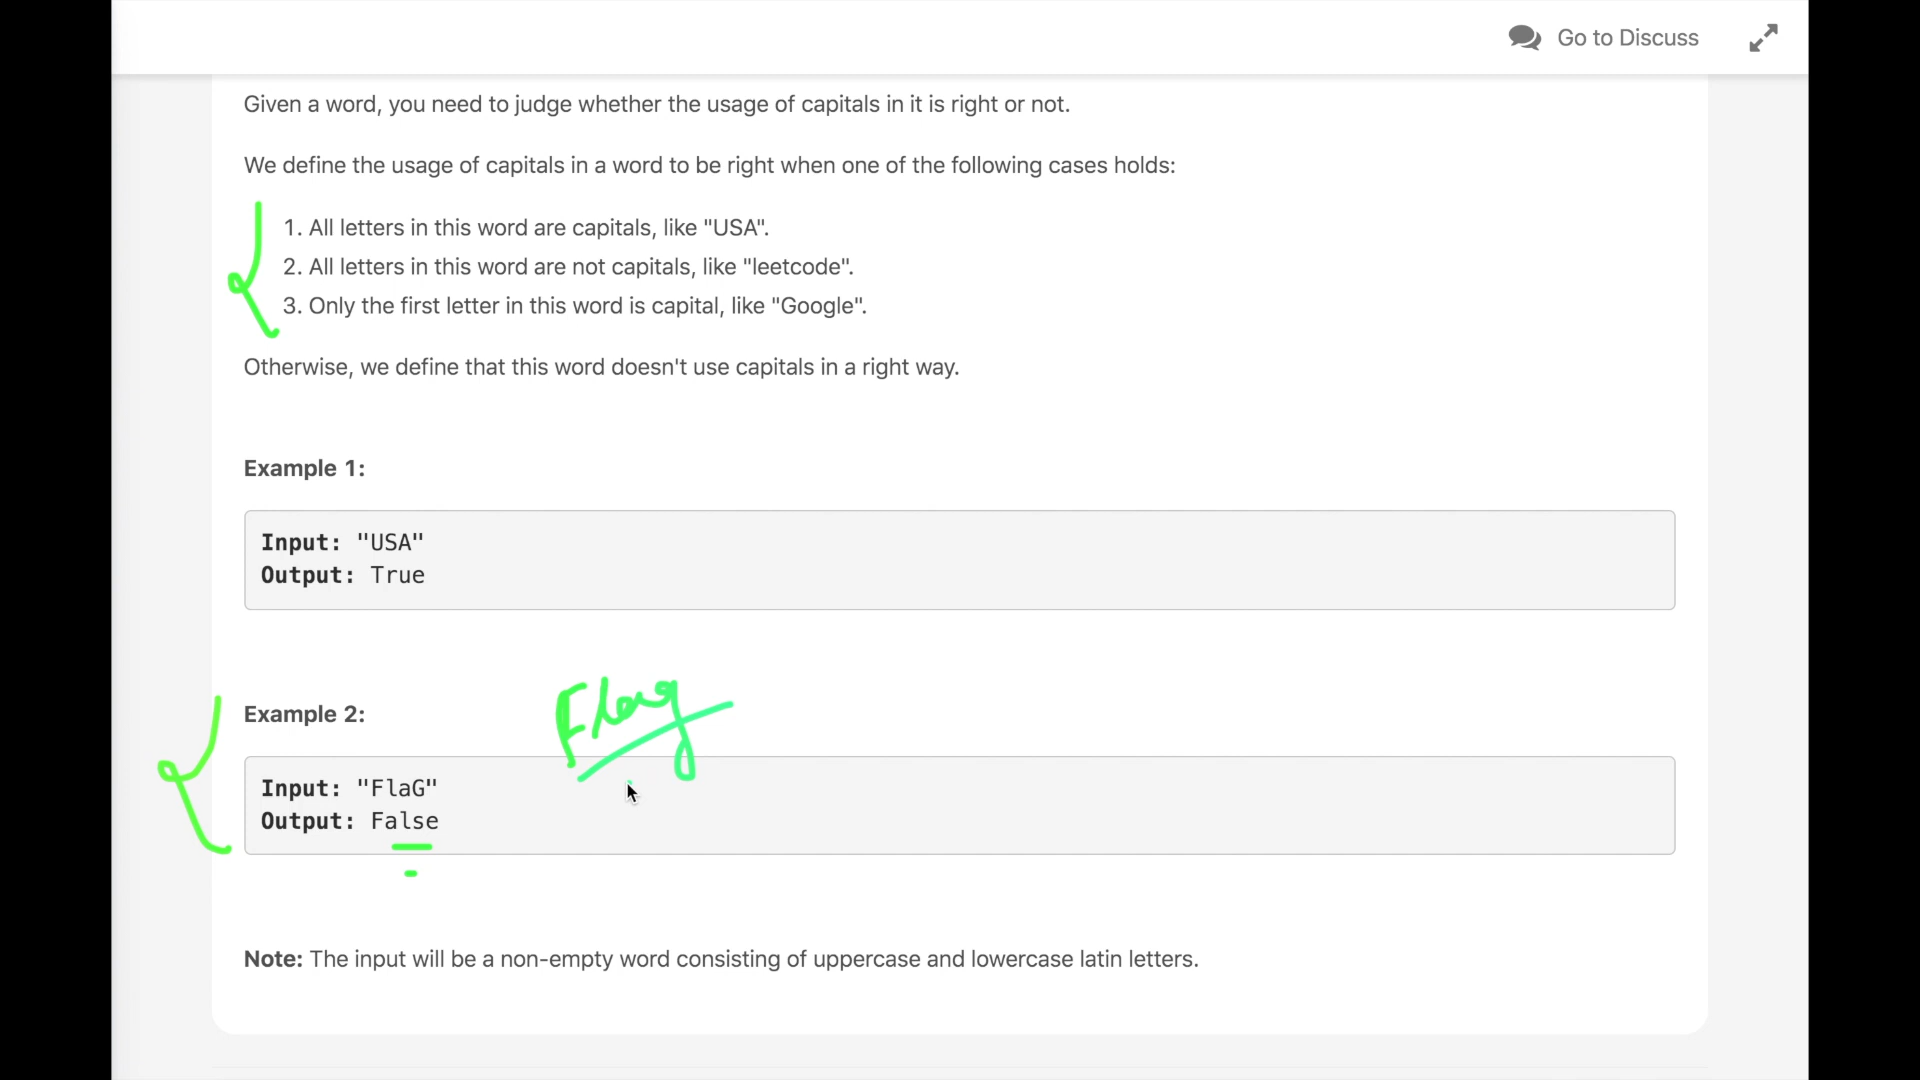 Go to Discuss
Given a word, you need to judge whether the usage of capitals in it is right or not.
We define the usage of capitals in a word to be right when one of the following cases holds:
1. All letters in this word are capitals, like "USA".
2. All letters in this word are not capitals, like "leetcode".
3. Only the first letter in this word is capital, like "Google".
Otherwise, we define that this word doesn't use capitals in a right way.
Example 1:
Input: "USA"
Output: True
Flag
Example 2:
Input: "FlaG"
Output: False
Note: The input will be a non-empty word consisting of uppercase and lowercase latin letters.